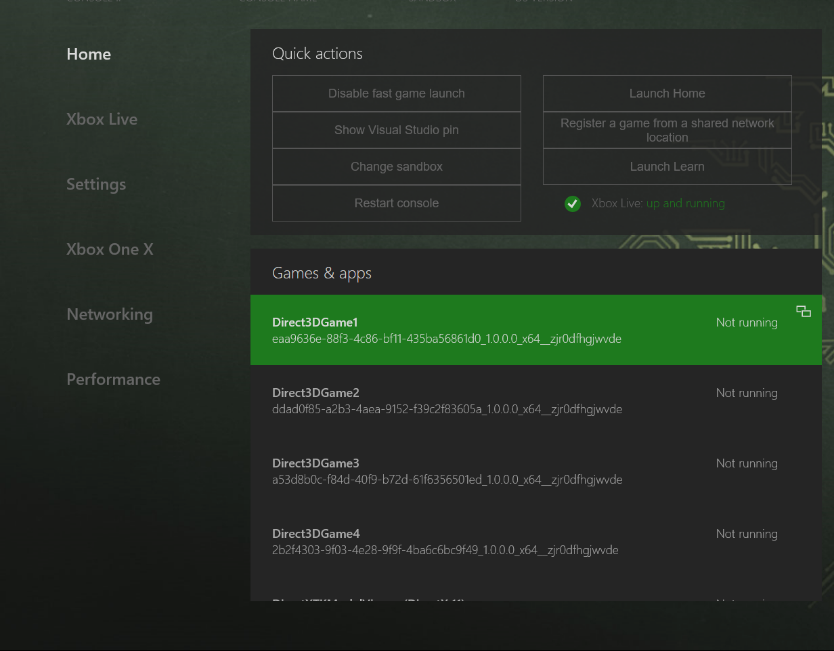 Home
Xbox Live
Settings
Xbox One X
Networking
Performance
Quick actions
Disable fast game launch
Show Visual Studio pin
Change sandbox
Restart console
Launch Home
Register a game from a shared network
location
Launch Learn
Xbox Live: up and running
Games & apps
Direct3DGame1
Not running
eaa9636e-88f3-4c86-bf11-435ba56861d0_1.0.0.0_x64__zjr0dfhgjwvde
Direct3DGame2
Not running
ddad0f85-a2b3-4aea-9152-f39c2f83605a_1.0.0.0_x64__zjr0dfhgjwvde
Direct3DGame3
Not running
a53d8b0c-f84d-40f9-b72d-61f6356501ed_1.0.0.0_x64__zjr0dfhgjwvde
Direct3DGame4
Not running
2b2f4303-9f03-4e28-9f9f-4ba6c6bc9f49_1.0.0.0_x64__zjr0dfhgjwvde